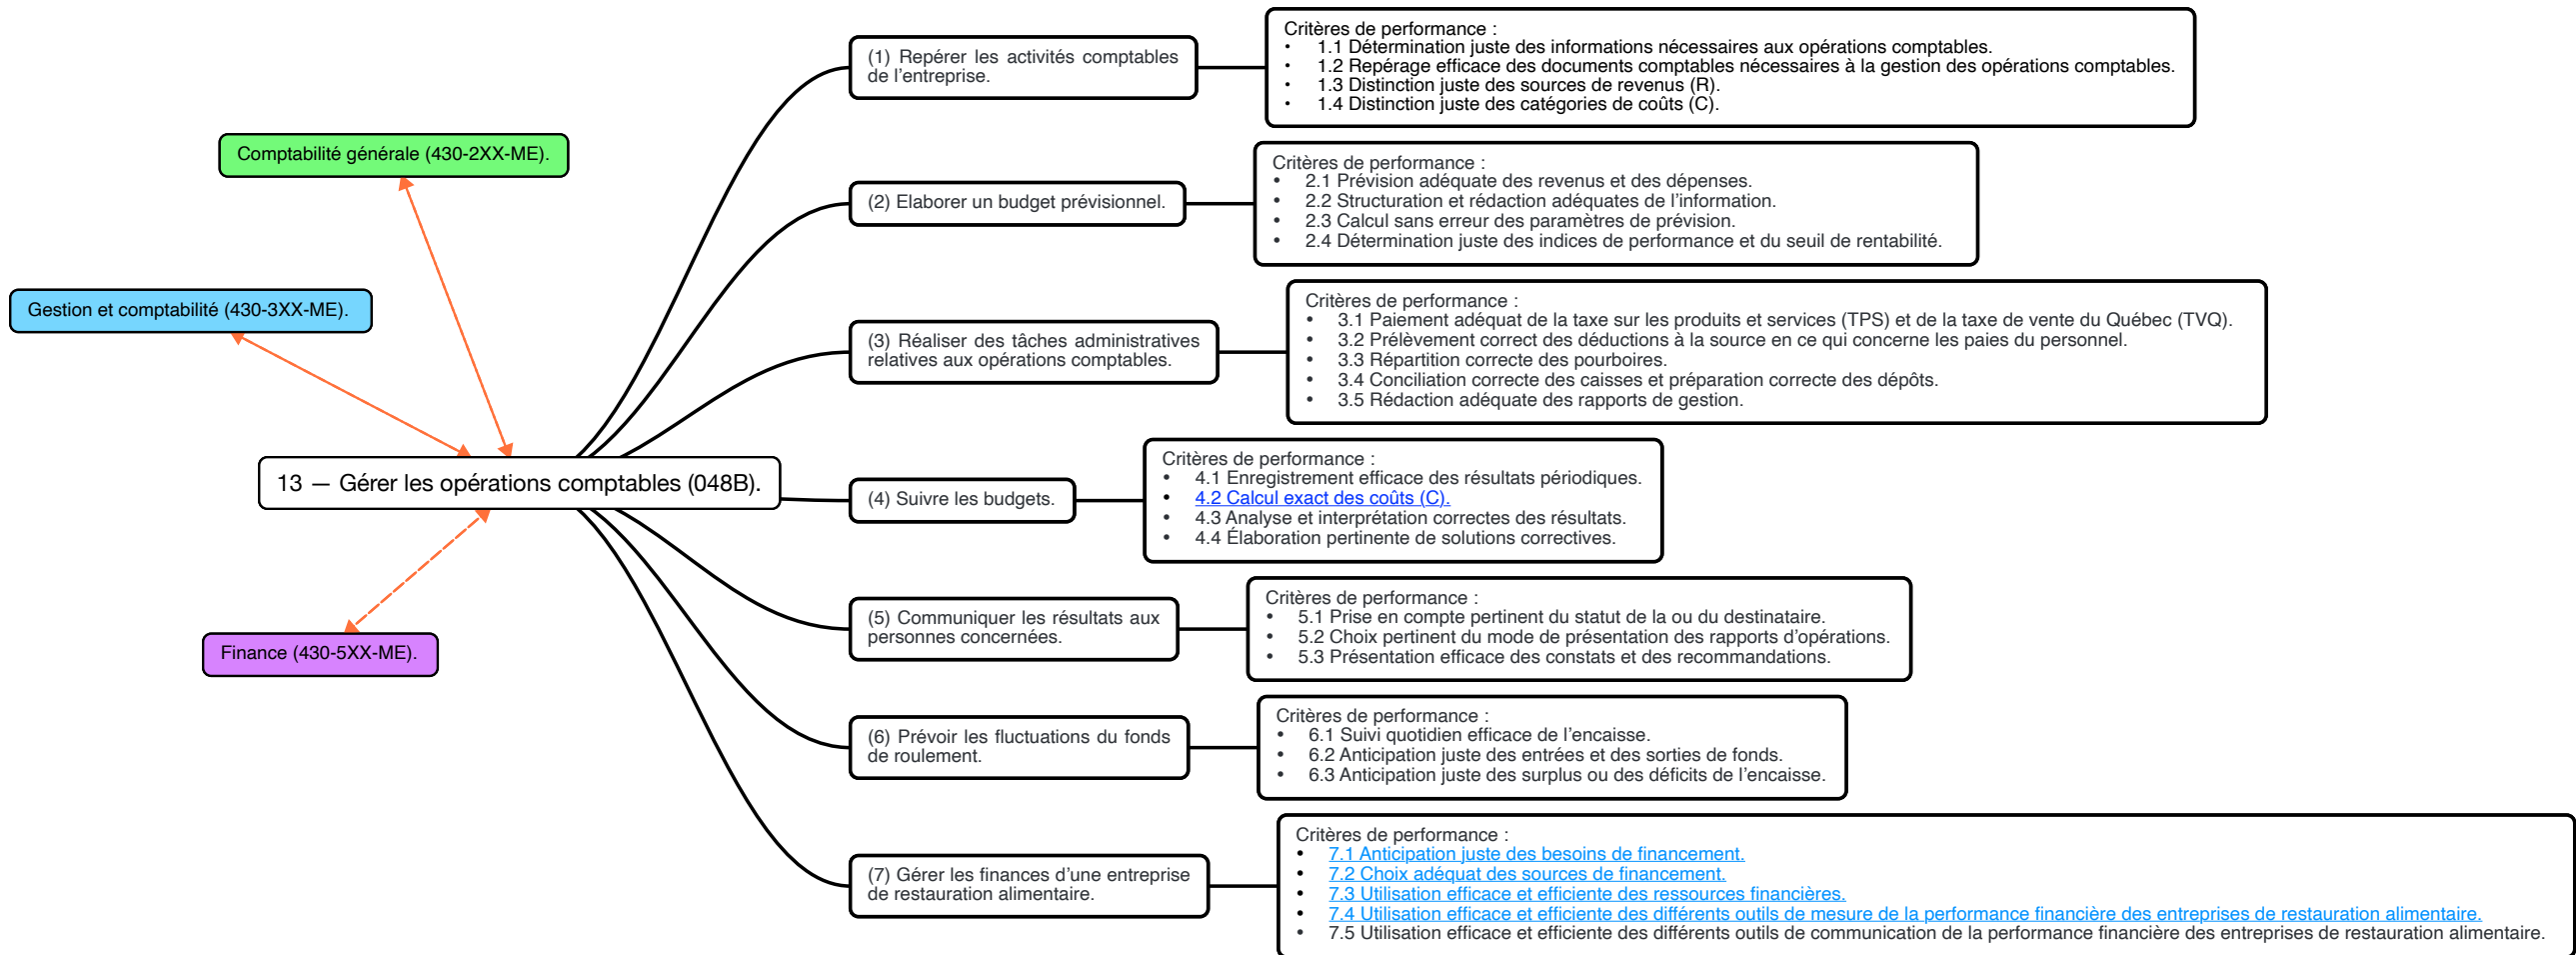 Comptabilité générale (430-2XX-ME).
Gestion et comptabilité (430-3XX-ME).
13 — Gérer les opérations comptables (048B).
Finance (430-5XX-ME).
(1) Repérer les activités comptables
de l’entreprise.
Critères de performance :
• 1.1 Détermination juste des informations nécessaires aux opérations comptables.
• 1.2 Repérage efficace des documents comptables nécessaires à la gestion des opérations comptables.
• 1.3 Distinction juste des sources de revenus (R).
• 1.4 Distinction juste des catégories de coûts (C).
(2) Elaborer un budget prévisionnel.
Critères de performance :
• 2.1 Prévision adéquate des revenus et des dépenses.
• 2.2 Structuration et rédaction adéquates de l’information.
• 2.3 Calcul sans erreur des paramètres de prévision.
• 2.4 Détermination juste des indices de performance et du seuil de rentabilité.
(3) Réaliser des tâches administratives
relatives aux opérations comptables.
Critères de performance :
• 3.1 Paiement adéquat de la taxe sur les produits et services (TPS) et de la taxe de vente du Québec (TVQ).
• 3.2 Prélèvement correct des déductions à la source en ce qui concerne les paies du personnel.
• 3.3 Répartition correcte des pourboires.
• 3.4 Conciliation correcte des caisses et préparation correcte des dépôts.
• 3.5 Rédaction adéquate des rapports de gestion.
(4) Suivre les budgets.
Critères de performance :
• 4.1 Enregistrement efficace des résultats périodiques.
• 4.2 Calcul exact des coûts (C).
• 4.3 Analyse et interprétation correctes des résultats.
• 4.4 Élaboration pertinente de solutions correctives.
(5) Communiquer les résultats aux
personnes concernées.
Critères de performance :
• 5.1 Prise en compte pertinent du statut de la ou du destinataire.
• 5.2 Choix pertinent du mode de présentation des rapports d’opérations.
• 5.3 Présentation efficace des constats et des recommandations.
(6) Prévoir les fluctuations du fonds
de roulement.
Critères de performance :
• 6.1 Suivi quotidien efficace de l’encaisse.
• 6.2 Anticipation juste des entrées et des sorties de fonds.
• 6.3 Anticipation juste des surplus ou des déficits de l’encaisse.
(7) Gérer les finances d’une entreprise
de restauration alimentaire.
Critères de performance :
• 7.1 Anticipation juste des besoins de financement.
• 7.2 Choix adéquat des sources de financement.
• 7.3 Utilisation efficace et efficiente des ressources financières.
• 7.4 Utilisation efficace et efficiente des différents outils de mesure de la performance financière des entreprises de restauration alimentaire.
• 7.5 Utilisation efficace et efficiente des différents outils de communication de la performance financière des entreprises de restauration alimentaire.